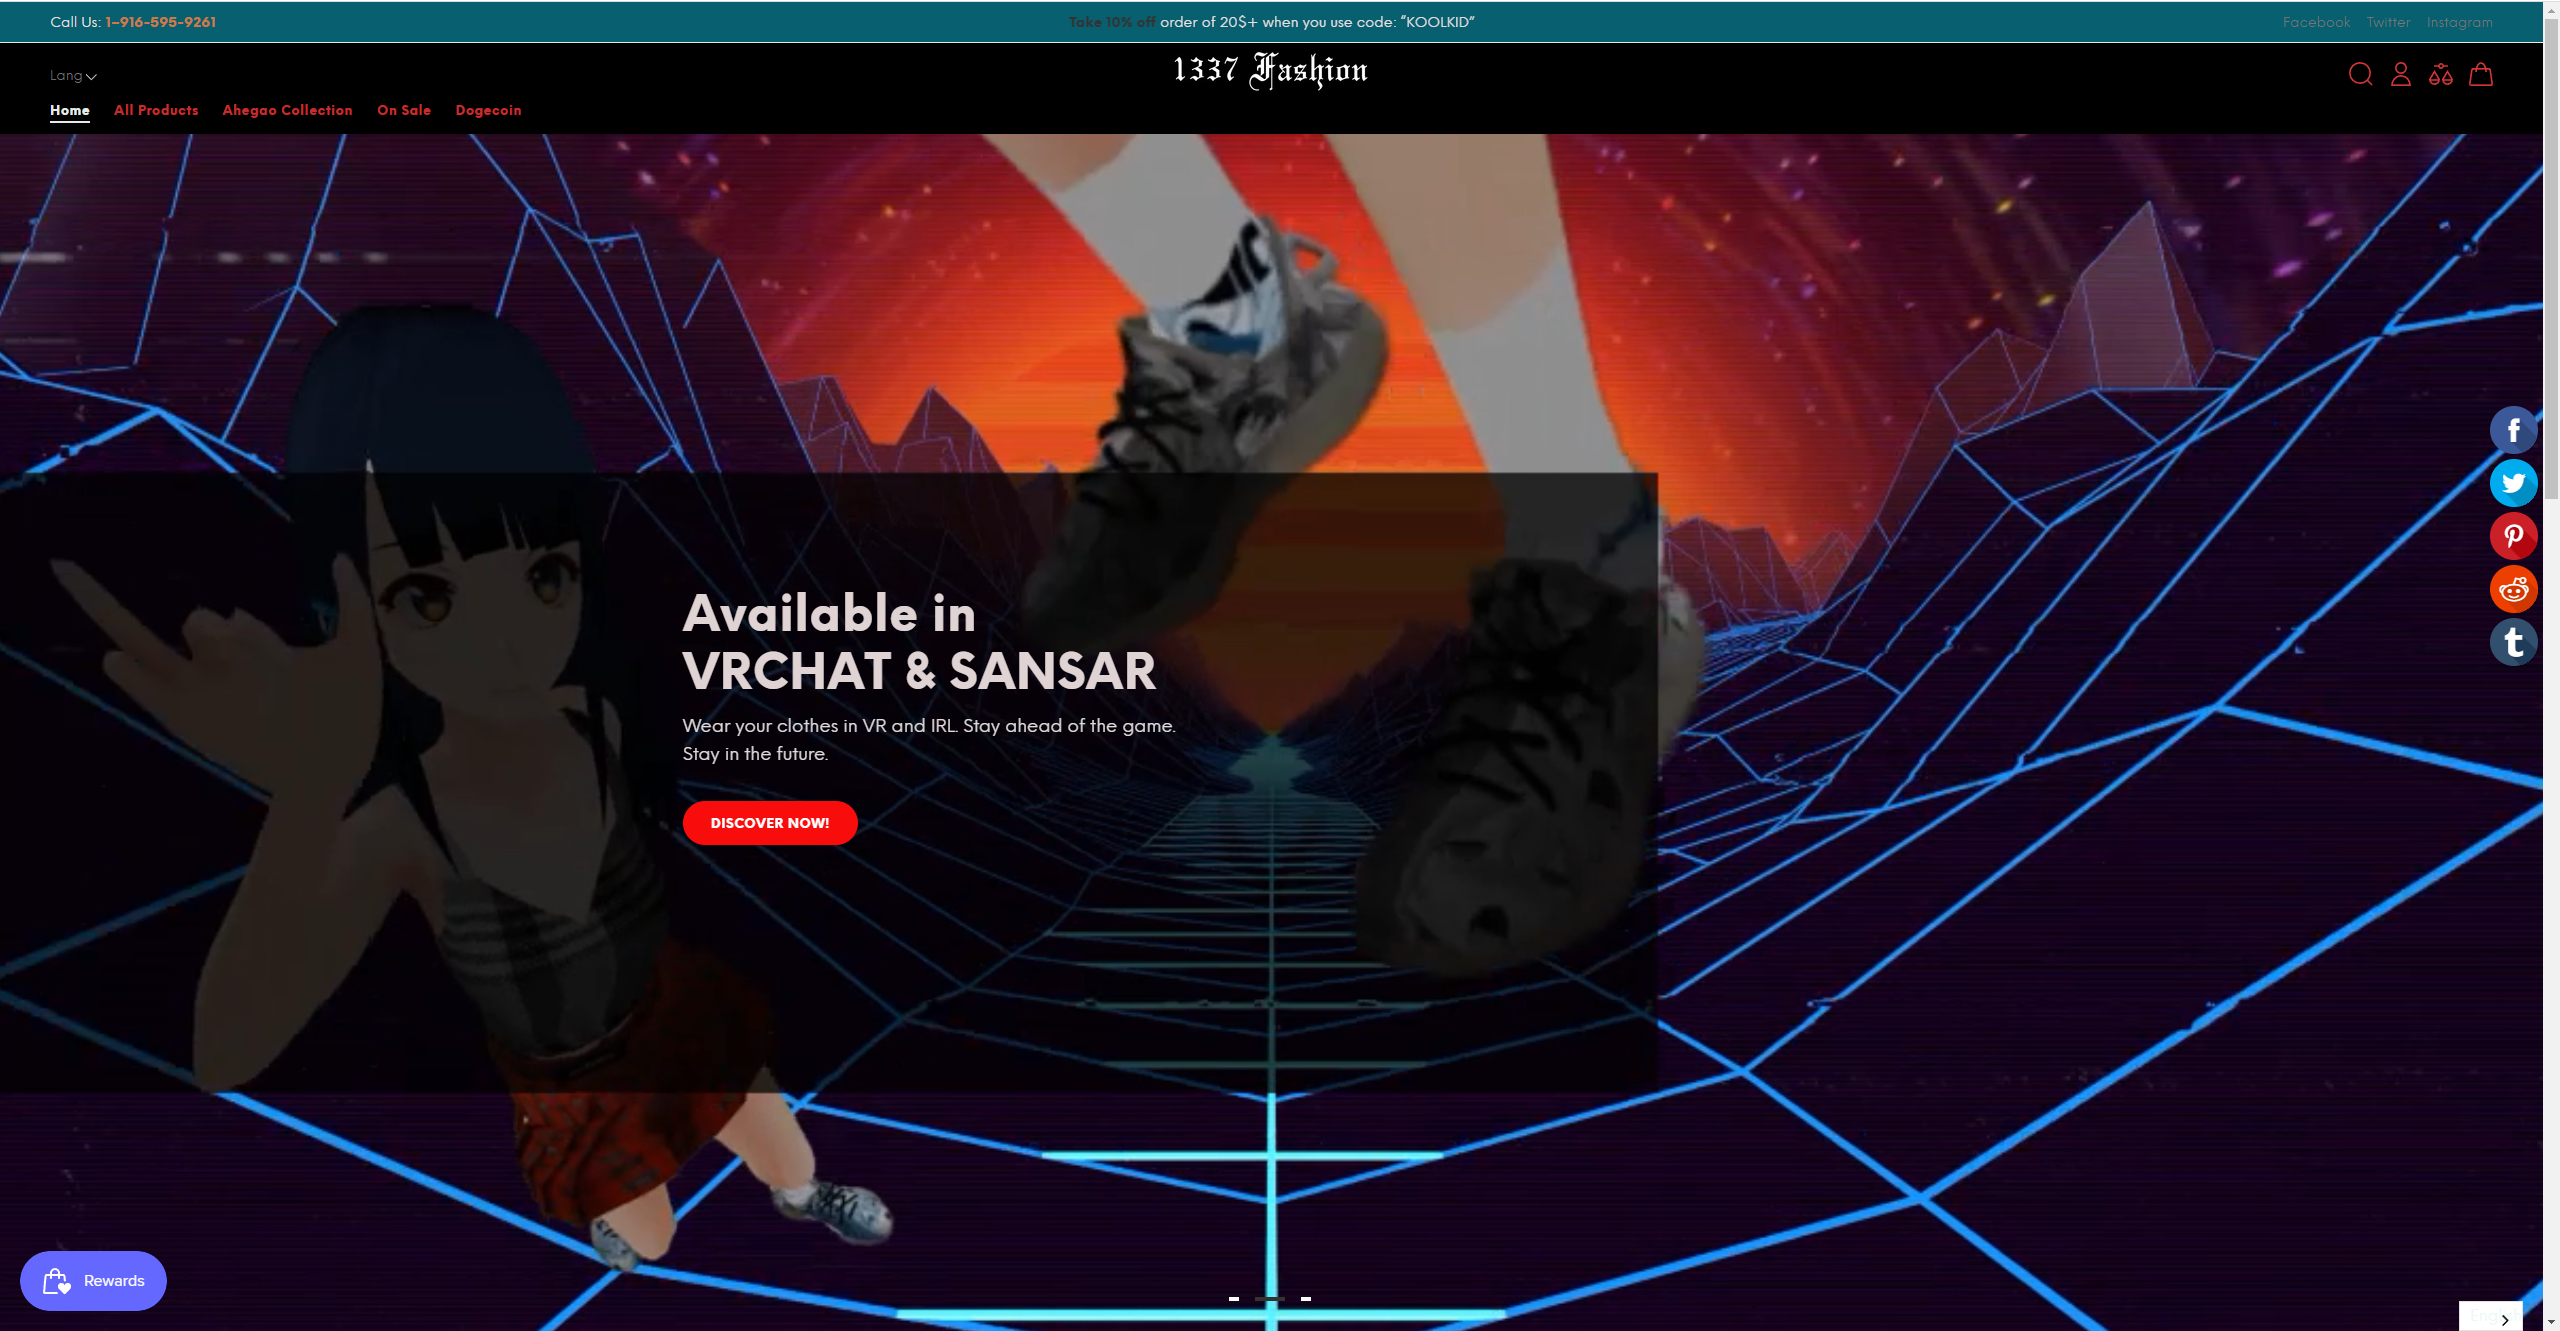 Call Us: 1-916-595-9261
Take 10% off order of 20$+ when you use code: “KOOLKID”
Facebook Twitter Instagram
Lang
1337 Fashion
Home All Products Ahegao Collection On Sale Dogecoin
Available in
VRCHAT & SANSAR
Wear your clothes in VR and IRL. Stay ahead of the game.
Stay in the future.
DISCOVER NOW!
Rewards